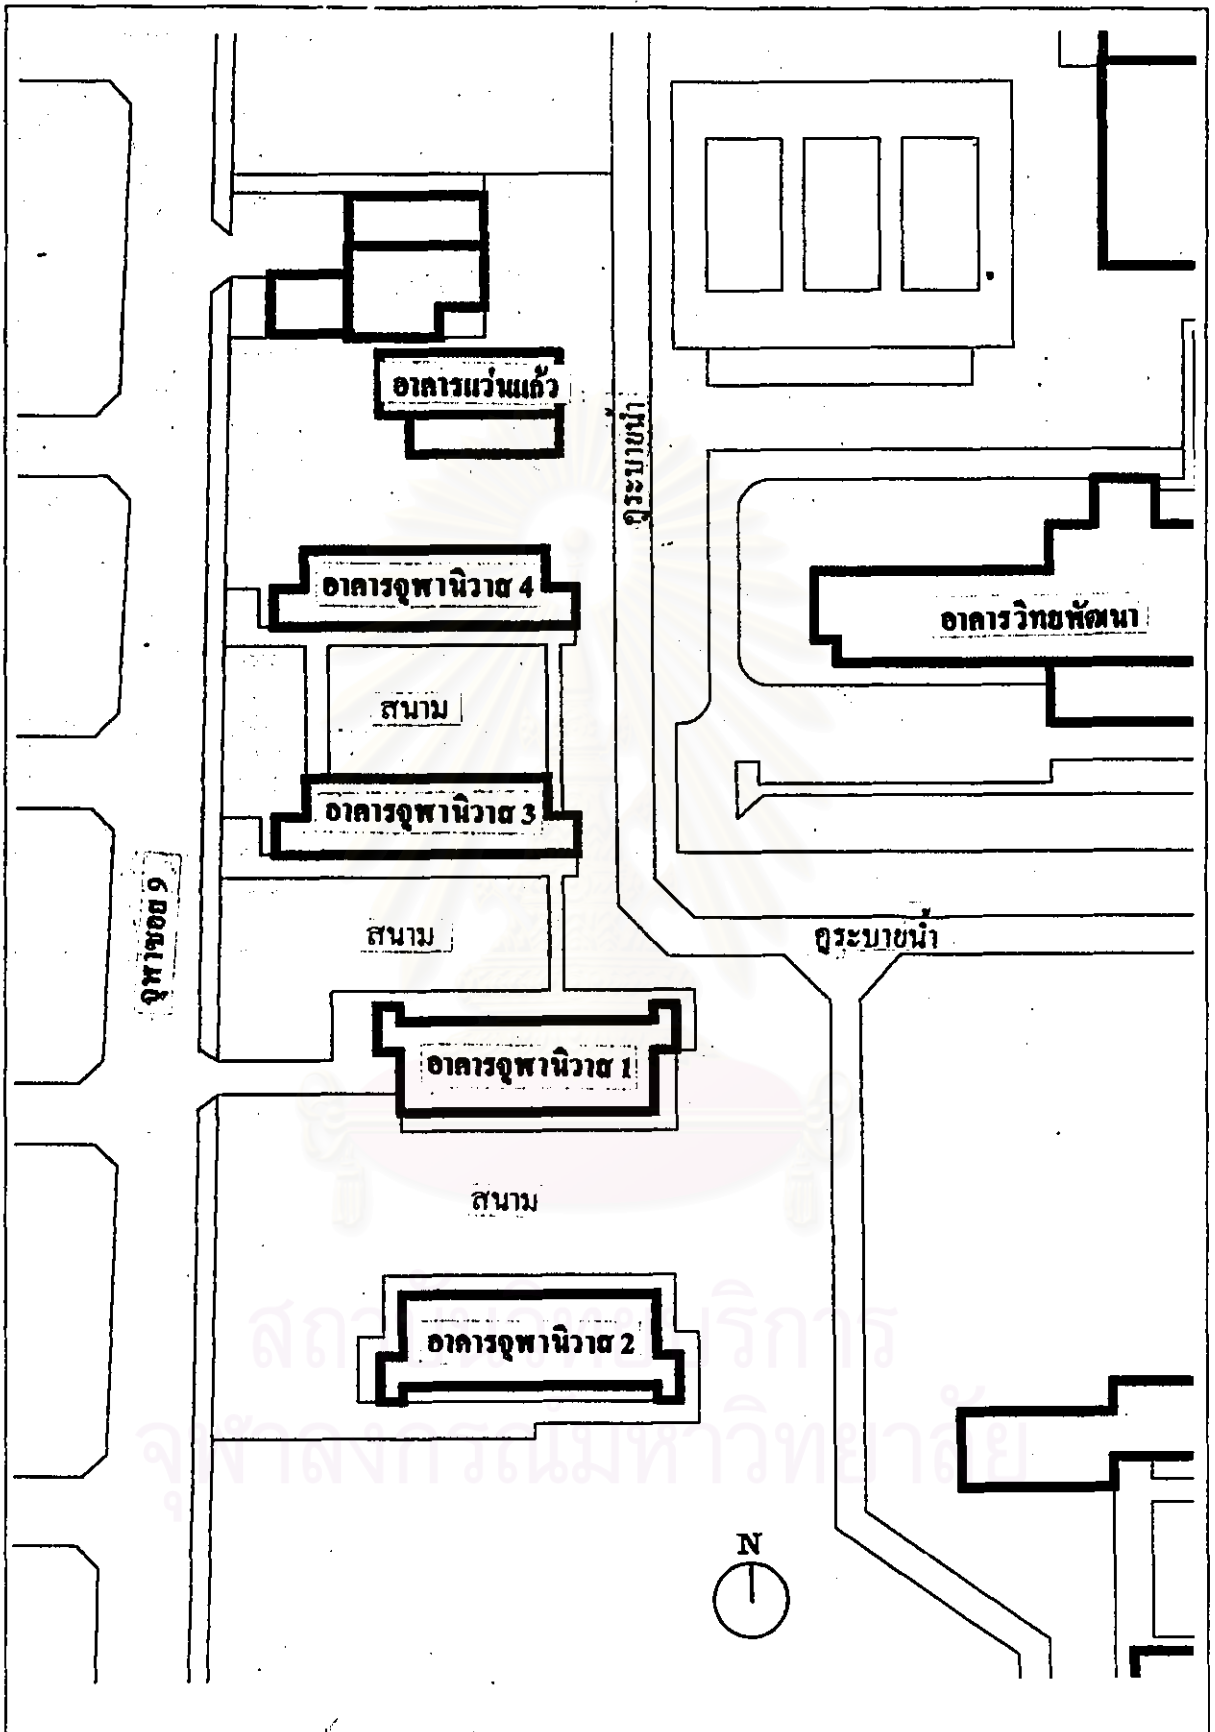 อาคารแว่นแก้ว
คูระบายน้ำ
อาคารจุฬานิวาส 4
อาคารวิทยพัฒนา
สนาม
อาคารจุฬานิวาส 3
จุฬาซอย 9
สนาม
คูระบายน้ำ
อาคารจุฬานิวาส 1
สนาม
สถาบันวิทยบริการ
อาคารจุฬานิวาส 2
จุฬาลงกรณ์มหาวิทยาลัย
N